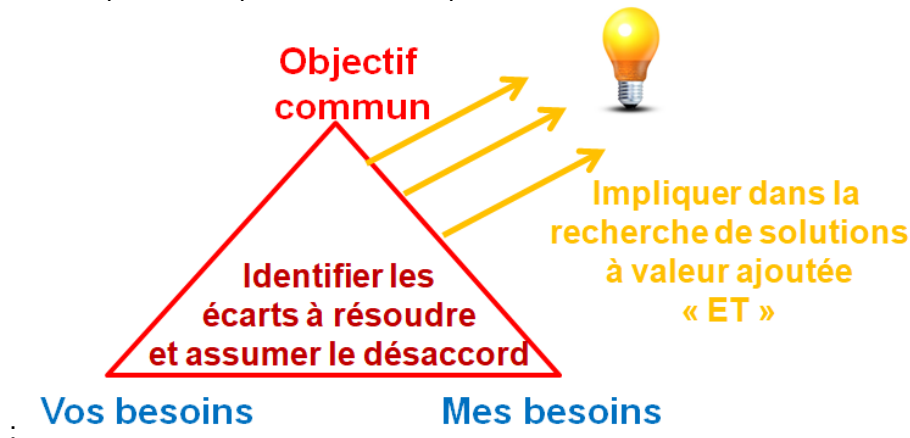 Objectif
commun
Impliquer dans la
recherche de solutions
à valeur ajoutée
« ET »
Identifier les
écarts à résoudre
et assumer le désaccord
Vos besoins
Mes besoins
: